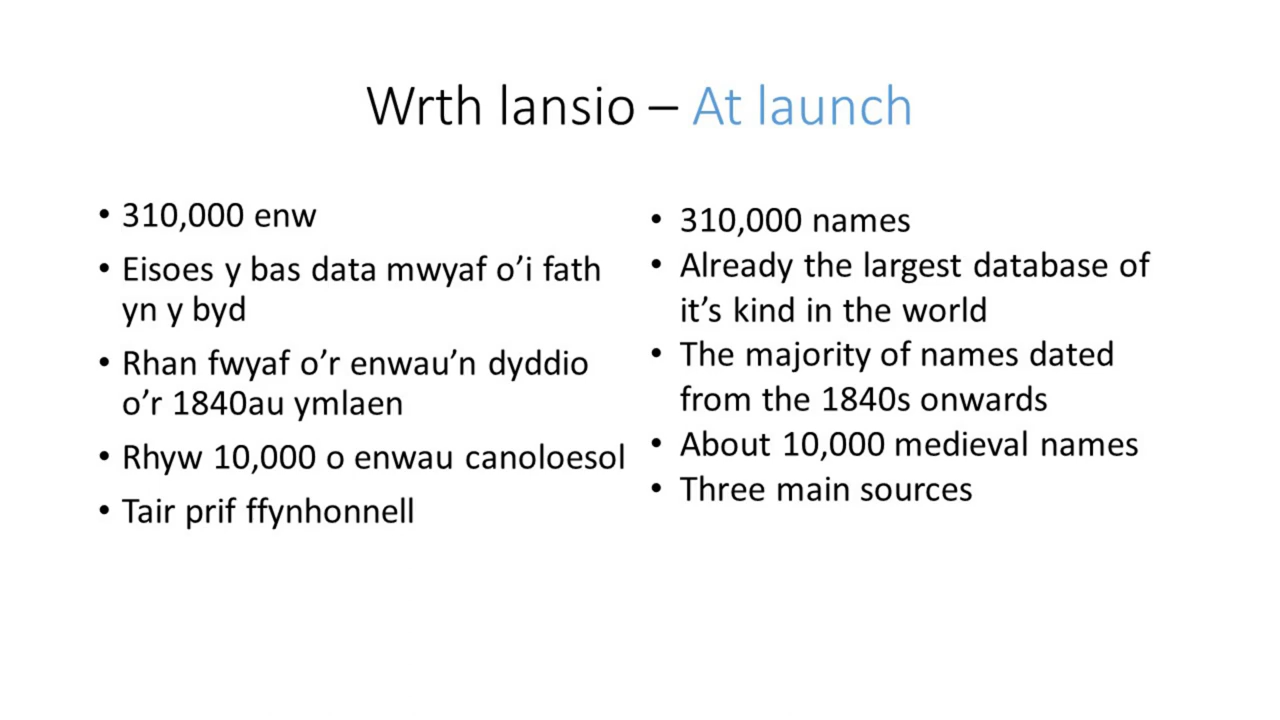 Wrth lansio – At launch
• 310,000 enw
• Eisoes y bas data mwyaf o’i fath
yn y byd
• Rhan fwyaf o’r enwau’n dyddio
o’r 1840au ymlaen
• Rhyw 10,000 o enwau canoloesol
• Tair prif ffynhonnell
• 310,000 names
• Already the largest database of
it’s kind in the world
• The majority of names dated
from the 1840s onwards
• About 10,000 medieval names
• Three main sources